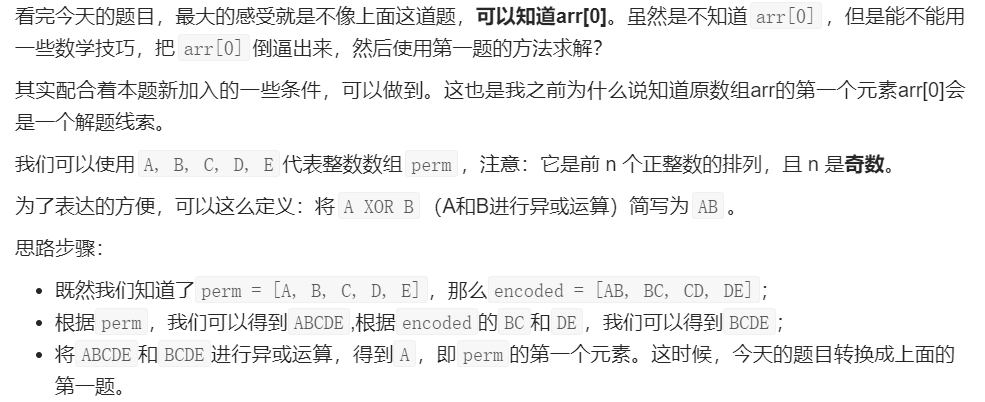 看完今天的题目，最大的感受就是不像上面这道题，可以知道arr[0]。虽然是不知道 arr[0] ，但是能不能用
一些数学技巧，把 arr[0] 倒逼出来，然后使用第一题的方法求解？
其实配合着本题新加入的一些条件，可以做到。这也是我之前为什么说知道原数组arr的第一个元素arr[0]会
是一个解题线索。
我们可以使用 A, B, C, D, E 代表整数数组 perm ，注意：它是前 n 个正整数的排列，且 n 是奇数。
为了表达的方便，可以这么定义：将 A XOR B （A和B进行异或运算）简写为 AB 。
思路步骤：
• 既然我们知道了 perm = [A, B, C, D, E] ，那么 encoded = [AB, BC, CD, DE] ；
• 根据 perm ，我们可以得到 ABCDE ,根据 encoded 的 BC 和 DE ，我们可以得到 BCDE ；
• 将 ABCDE 和 BCDE 进行异或运算，得到 A ，即 perm 的第一个元素。这时候，今天的题目转换成上面的
第一题。